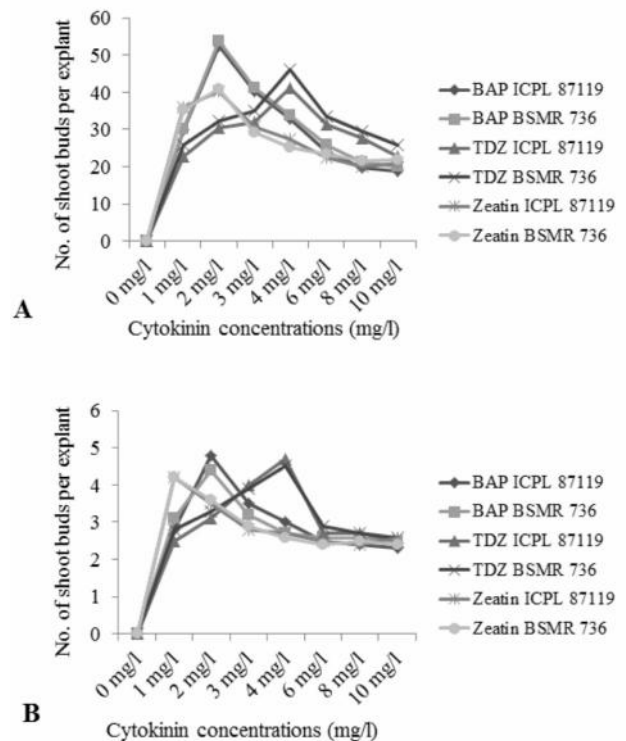 No. of shoot buds per explant
60
50
40
30
20
10
0
0 mg/l
1 mg/l
2 mg/l
3 mg/l
4 mg/l
6 mg/l
8 mg/l
10 mg/l
Cytokinin concentrations (mg/l)
BAP ICPL 87119
BAP BSMR 736
TDZ ICPL 87119
TDZ BSMR 736
Zeatin ICPL 87119
Zeatin BSMR 736
A
No. of shoot buds per explant
6
5
4
3
2
1
0
0 mg/l
1 mg/l
2 mg/l
3 mg/l
4 mg/l
6 mg/l
8 mg/l
10 mg/l
Cytokinin concentrations (mg/l)
BAP ICPL 87119
BAP BSMR 736
TDZ ICPL 87119
TDZ BSMR 736
Zeatin ICPL 87119
Zeatin BSMR 736
B